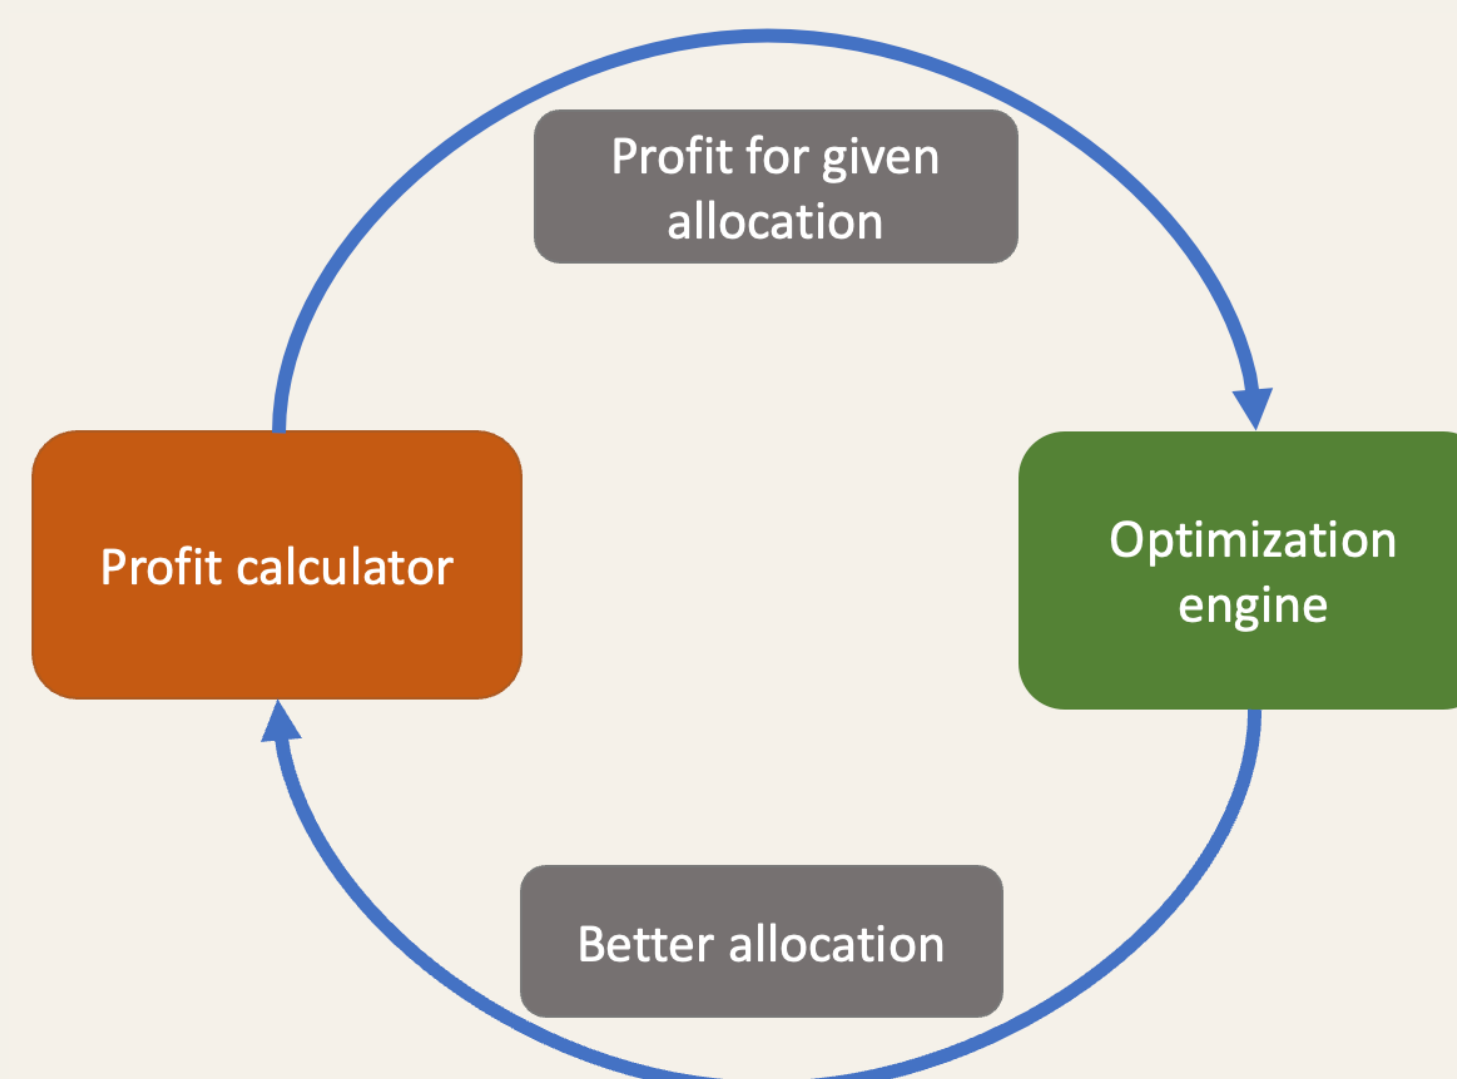 Profit for given
allocation
Profit calculator
Optimization
engine
Better allocation